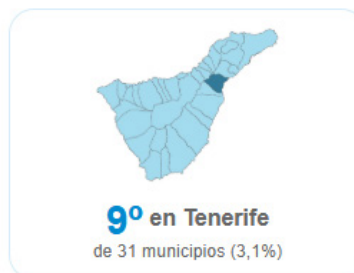 9º en Tenerife
de 31 municipios (3,1%)